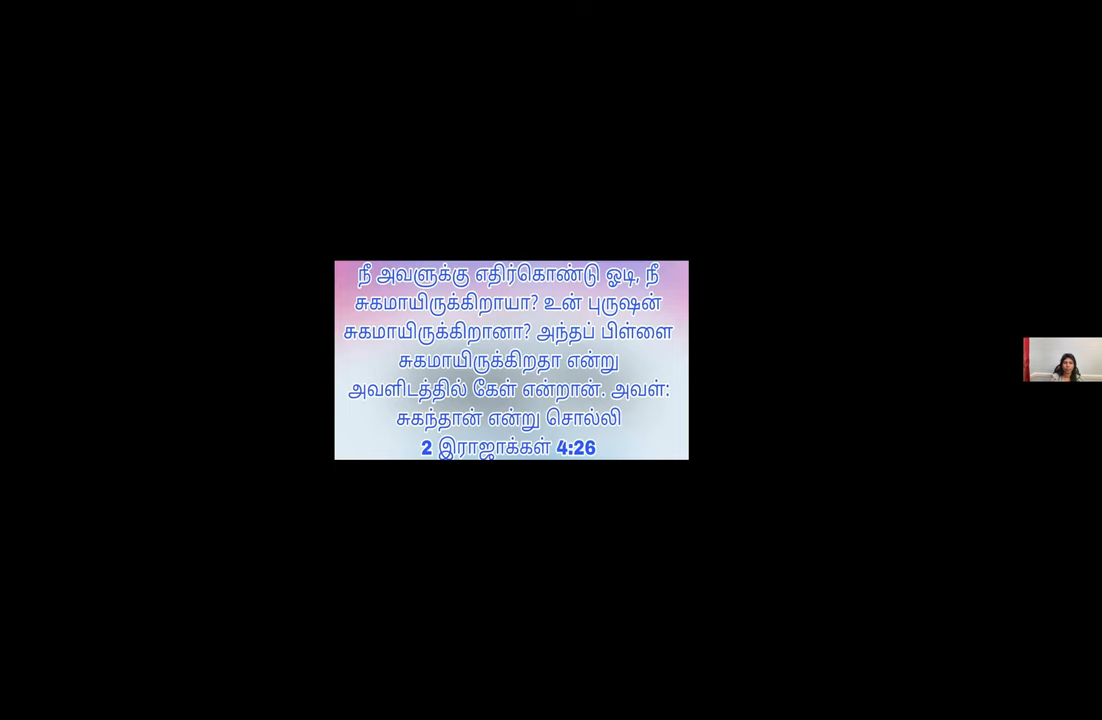 நீ அவளுக்கு எதிர்கொண்டு ஓடி, நீ
சுகமாயிருக்கிறாயா? உன் புருஷன்
சுகமாயிருக்கிறானா? அந்தப் பிள்ளை
சுகமாயிருக்கிறதா என்று
அவளிடத்தில் கேள் என்றான். அவள்:
சுகந்தான் என்று சொல்லி
2 இராஜாக்கள் 4:26